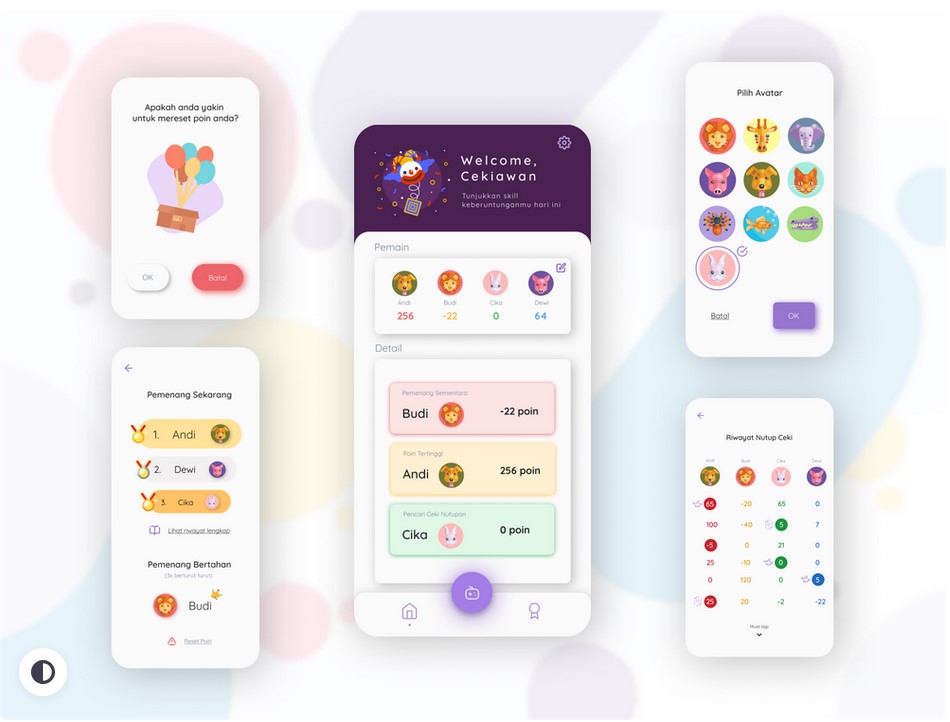 Apakah anda yakin
untuk mereset poin anda?
OK
Batal
Pemenang Sekarang
1. Andi
2. Dewi
3. Cika
Lihat riwayat lengkap
Pemenang Bertahan
(3x berturut-turut)
Budi
Reset Poin
Welcome,
Cekiawan
Tunjukkan skill
keberuntunganmu hari ini
Pemain
Andi Budi Cika Dewi
256 -22 0 64
Detail
Pemenang Sementara
Budi -22 poin
Poin Tertinggi
Andi 256 poin
Pencari Ceki Nutupan
Cika 0 poin
Pilih Avatar
Batal
OK
Riwayat Nutup Ceki
Andi Budi Cika Dewi
65 -20 65 0
100 -40 5 7
-5 0 21 0
25 -10 0 0
0 120 0 5
25 20 -2 -22
Muat lagi